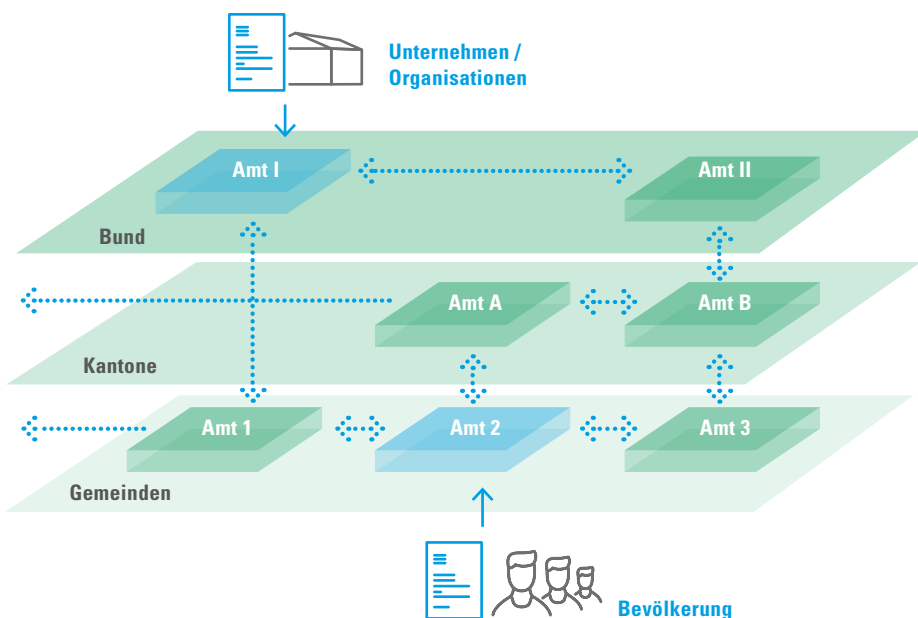 Unternehmen /
Organisationen
Amt I
Amt II
Bund
Amt A
Amt B
Kantone
Amt 1
Amt 2
Amt 3
Gemeinden
Bevölkerung